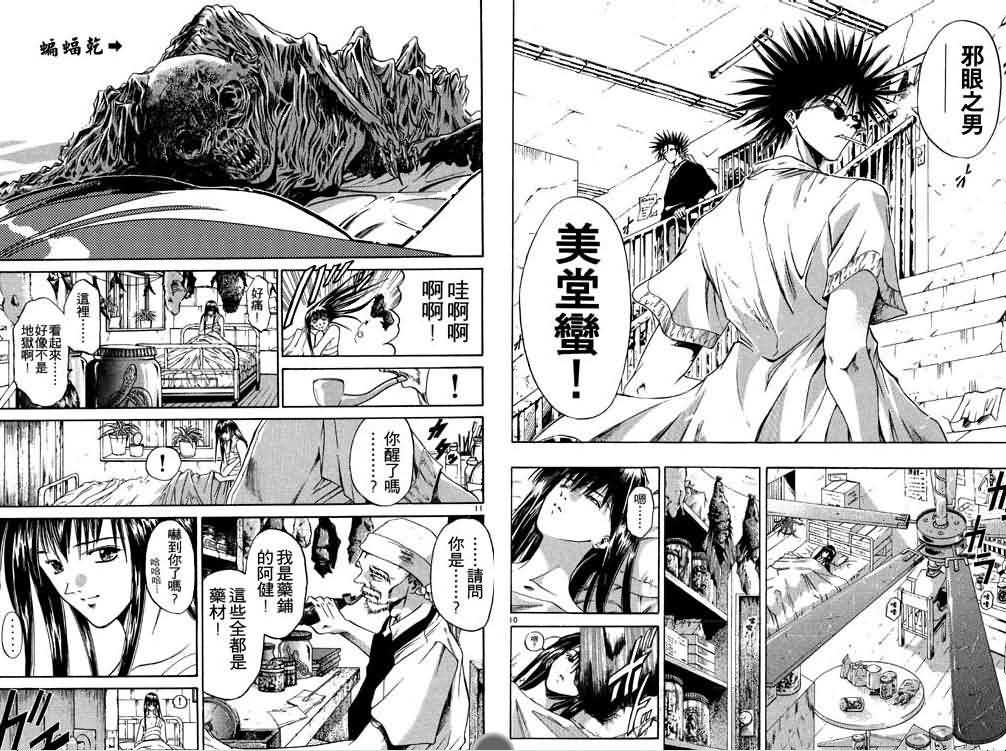 邪眼之男
——
美堂蠻！
嗯…
嗯？
10
蝙蝠乾➡
哇啊啊
啊啊！
好痛
這裡……
看起來
好像不是
地獄啊！
！
你醒了嗎
………？
！
11
……請問
你是……？
我是藥鋪
的阿健！
這些全都是
藥材！
嚇到你了嗎？
哈哈哈…
……
！